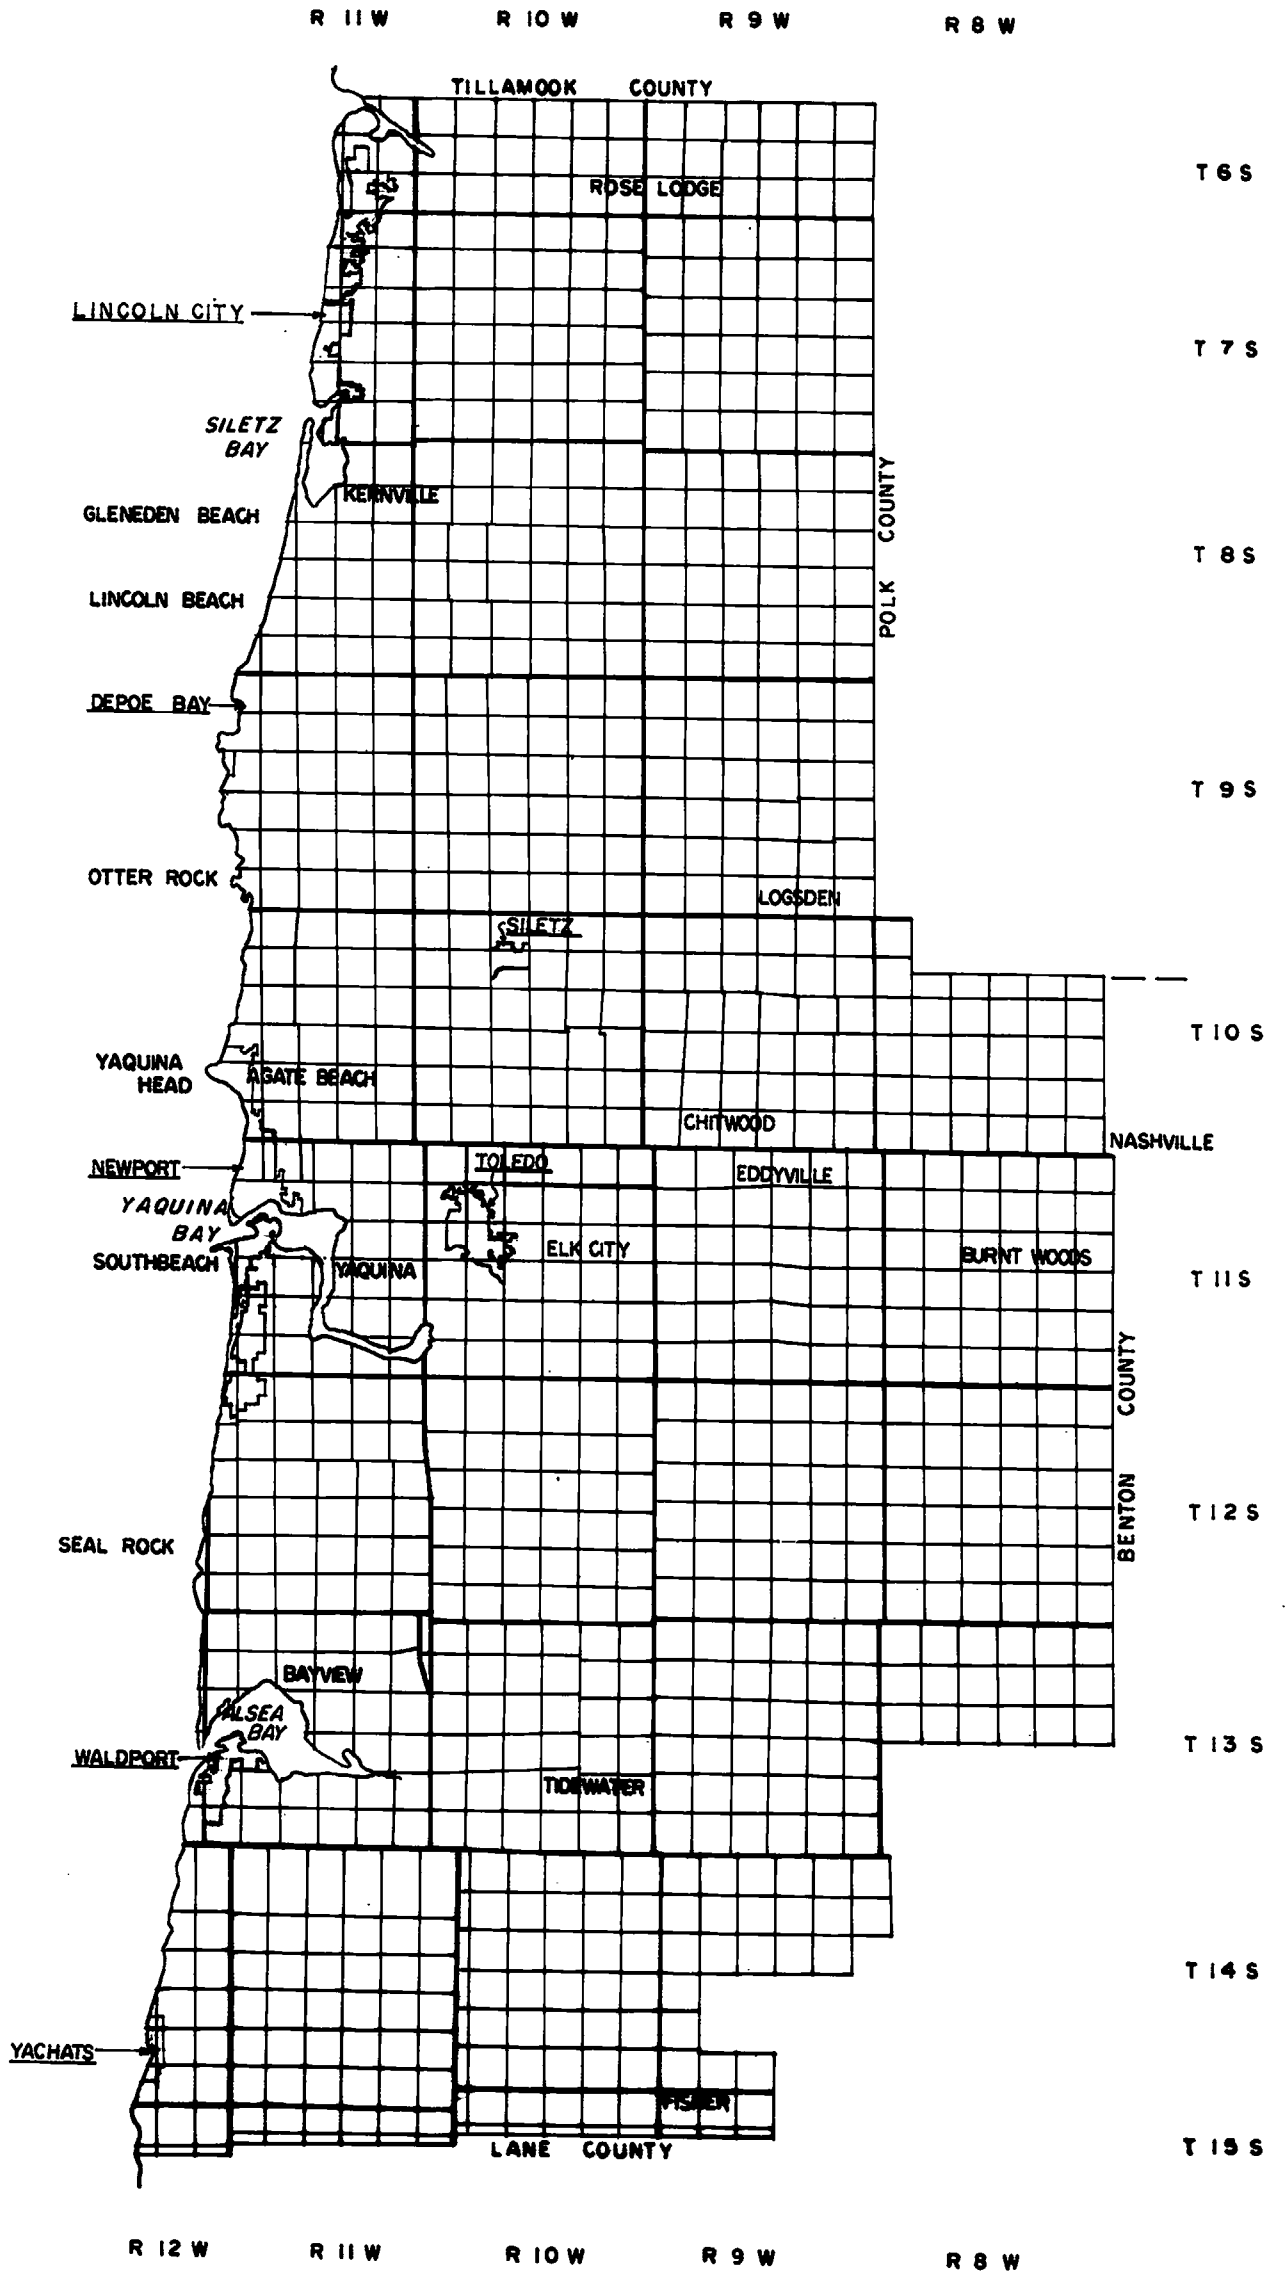 R 11 W R 10 W R 9 W R 8 W
TILLAMOOK COUNTY
T 6 S
ROSE LODGE
LINCOLN CITY
T 7 S
SILETZ
BAY
POLK COUNTY
KERNVILLE
GLENEDEN BEACH
T 8 S
LINCOLN BEACH
DEPOE BAY
T 9 S
OTTER ROCK
LOGSDEN
SILETZ
T 10 S
YAQUINA
HEAD
AGATE BEACH
CHITWOOD
NASHVILLE
NEWPORT
TOLEDO
EDDYVILLE
YAQUINA
BAY
SOUTHBEACH
ELK CITY
BURNT WOODS
YAQUINA
T 11 S
BENTON COUNTY
T 12 S
SEAL ROCK
BAYVIEW
ALSEA
BAY
WALDPORT
T 13 S
TIDEWATER
T 14 S
YACHATS
FISHER
LANE COUNTY
T 15 S
R 12 W R 11 W R 10 W R 9 W R 8 W